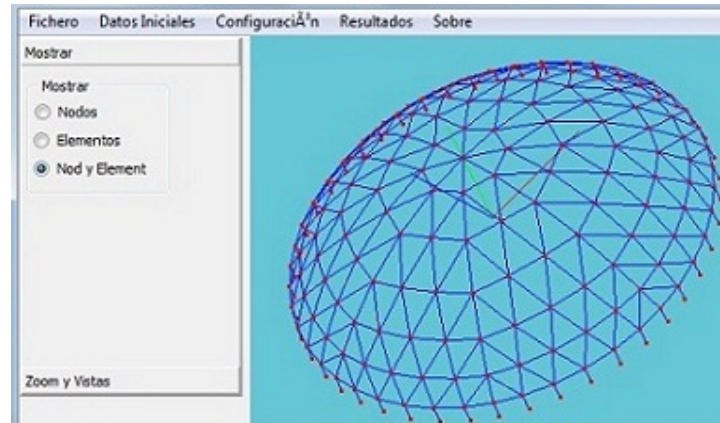 Fichero Datos Iniciales ConfiguraciÃ³n Resultados Sobre
Mostrar
Mostrar
Nodos
Elementos
Nod y Element
Zoom y Vistas